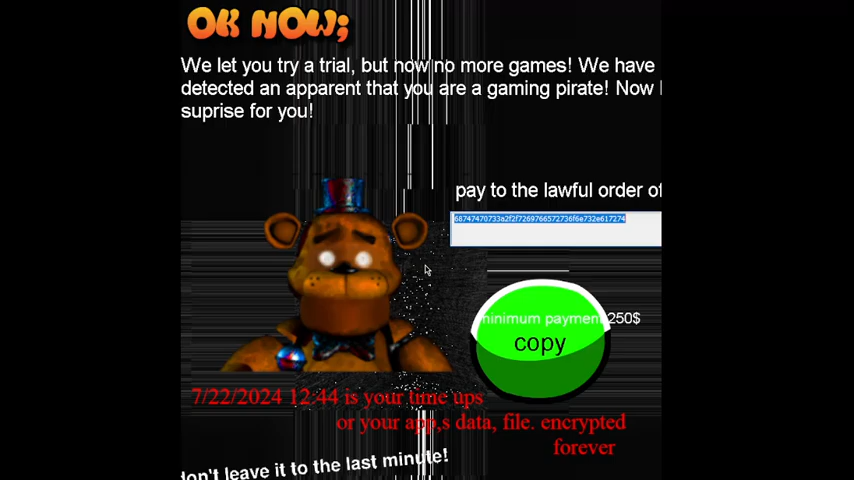 OK NOW;
We let you try a trial, but now no more games! We have
detected an apparent that you are a gaming pirate! Now I
suprise for you!
pay to the lawful order of
68747470733a2f2f7269766572736f6e732e617274
minimum payment 250$
copy
7/22/2024 12:44 is your time ups
or your app,s data, file. encrypted
forever
don't leave it to the last minute!